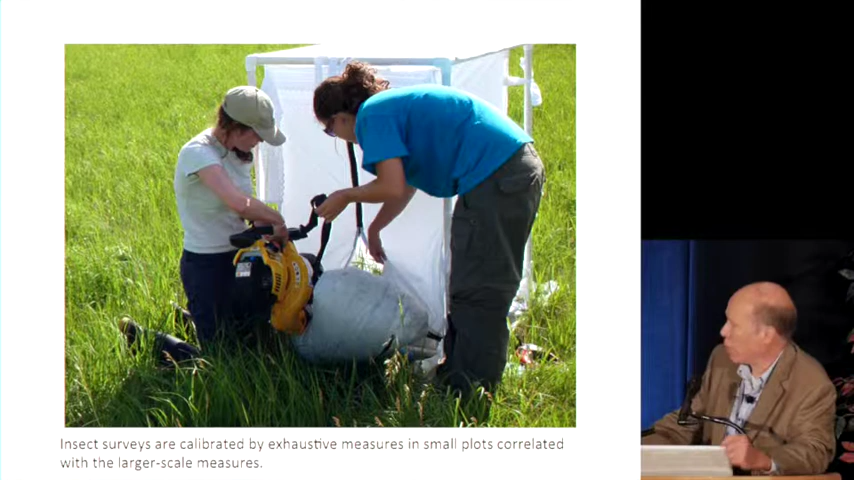 Insect surveys are calibrated by exhaustive measures in small plots correlated
with the larger-scale measures.